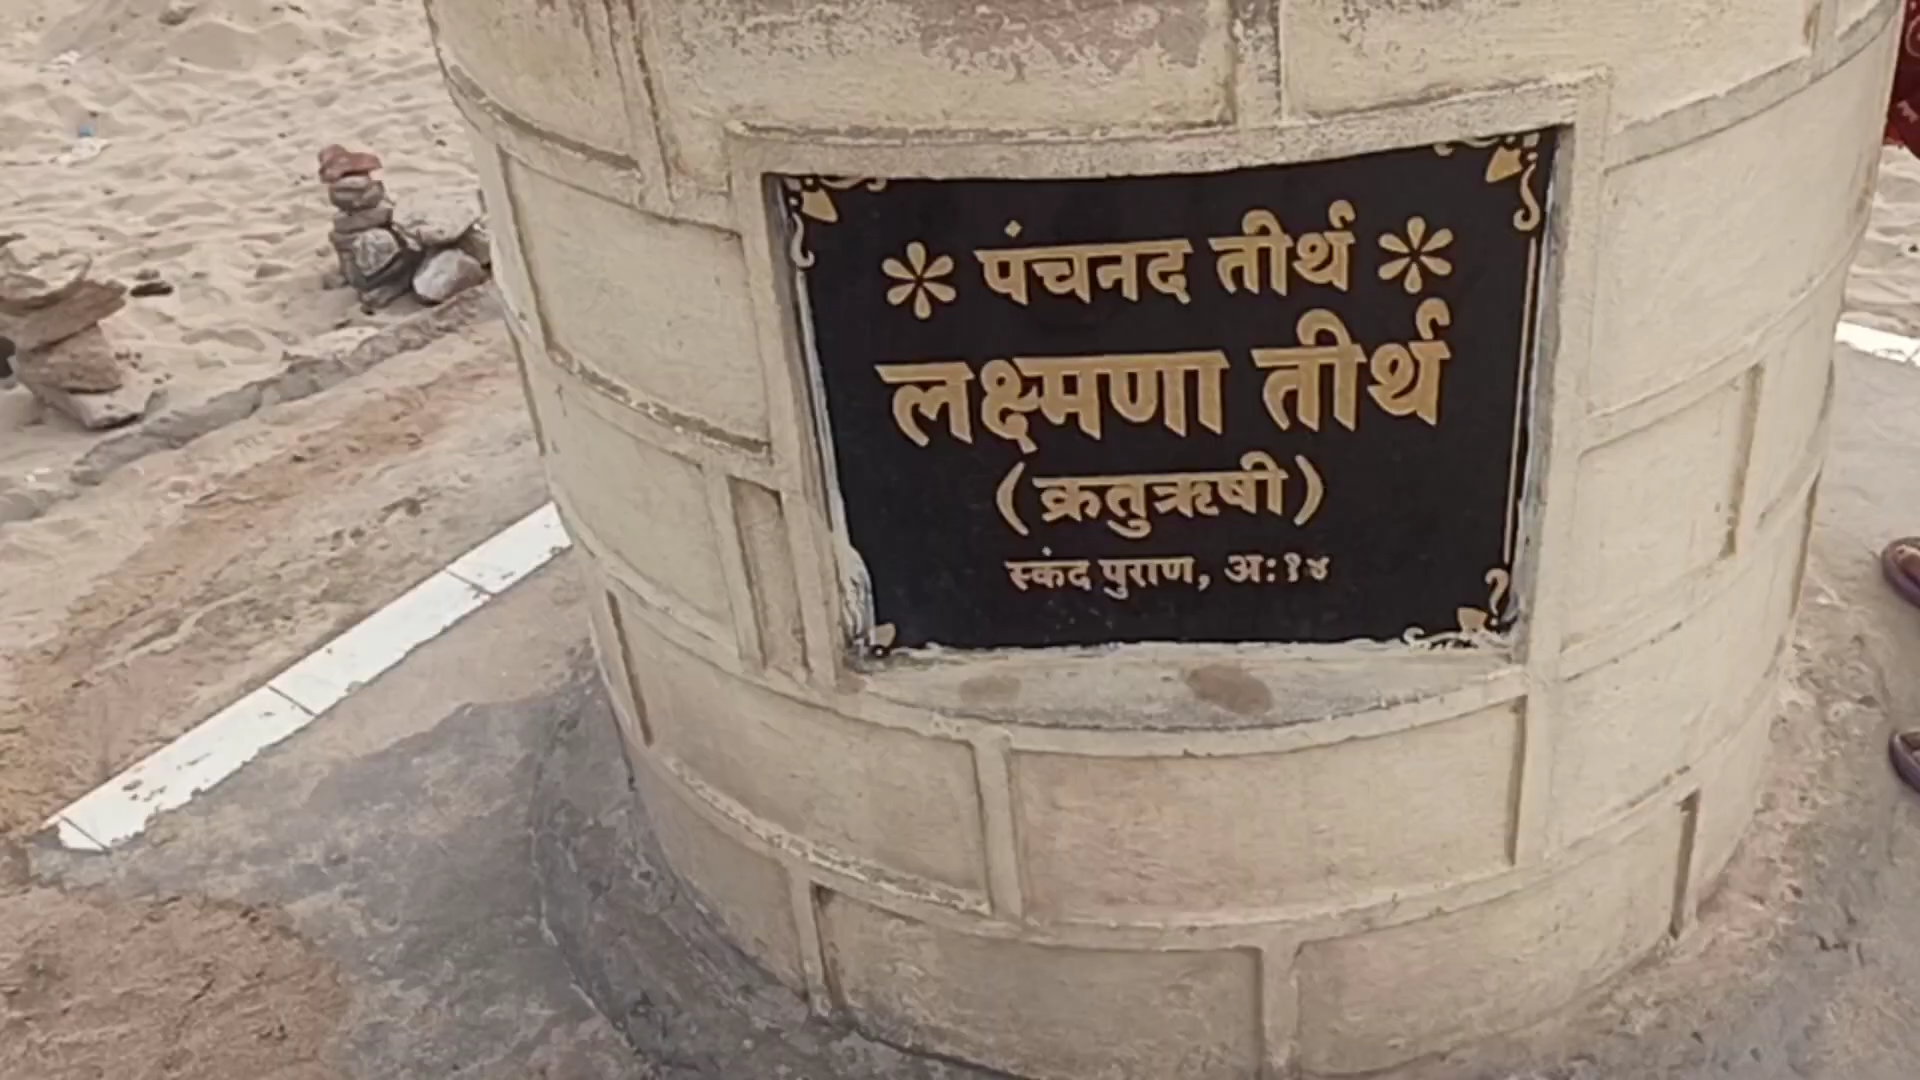 पंचनद तीर्थ
लक्ष्मणा तीर्थ
(क्रतुऋषी)
स्कंद पुराण, अ:१४